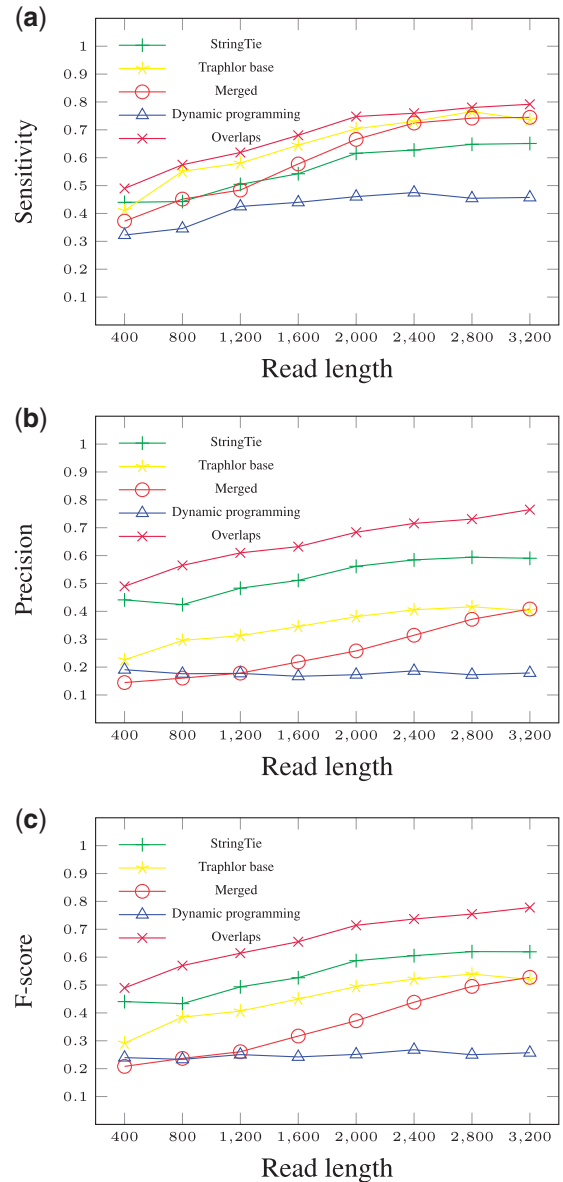 (a)
StringTie
Traphlor base
Merged
Dynamic programming
Overlaps
1
0.9
0.8
0.7
0.6
0.5
0.4
0.3
0.2
0.1
Sensitivity
400 800 1,200 1,600 2,000 2,400 2,800 3,200
Read length
(b)
StringTie
Traphlor base
Merged
Dynamic programming
Overlaps
1
0.9
0.8
0.7
0.6
0.5
0.4
0.3
0.2
0.1
Precision
400 800 1,200 1,600 2,000 2,400 2,800 3,200
Read length
(c)
StringTie
Traphlor base
Merged
Dynamic programming
Overlaps
1
0.9
0.8
0.7
0.6
0.5
0.4
0.3
0.2
0.1
F-score
400 800 1,200 1,600 2,000 2,400 2,800 3,200
Read length